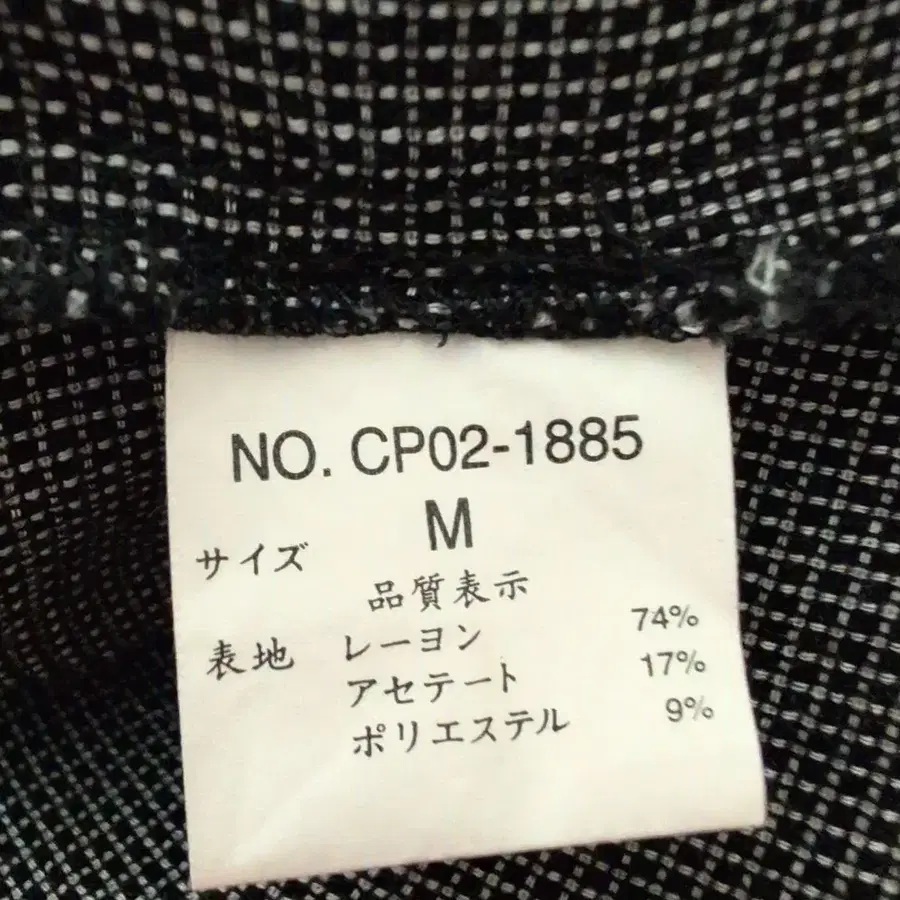 NO. CP02-1885
サイズ M
品質表示
表地 レーヨン 74%
アセテート 17%
ポリエステル 9%